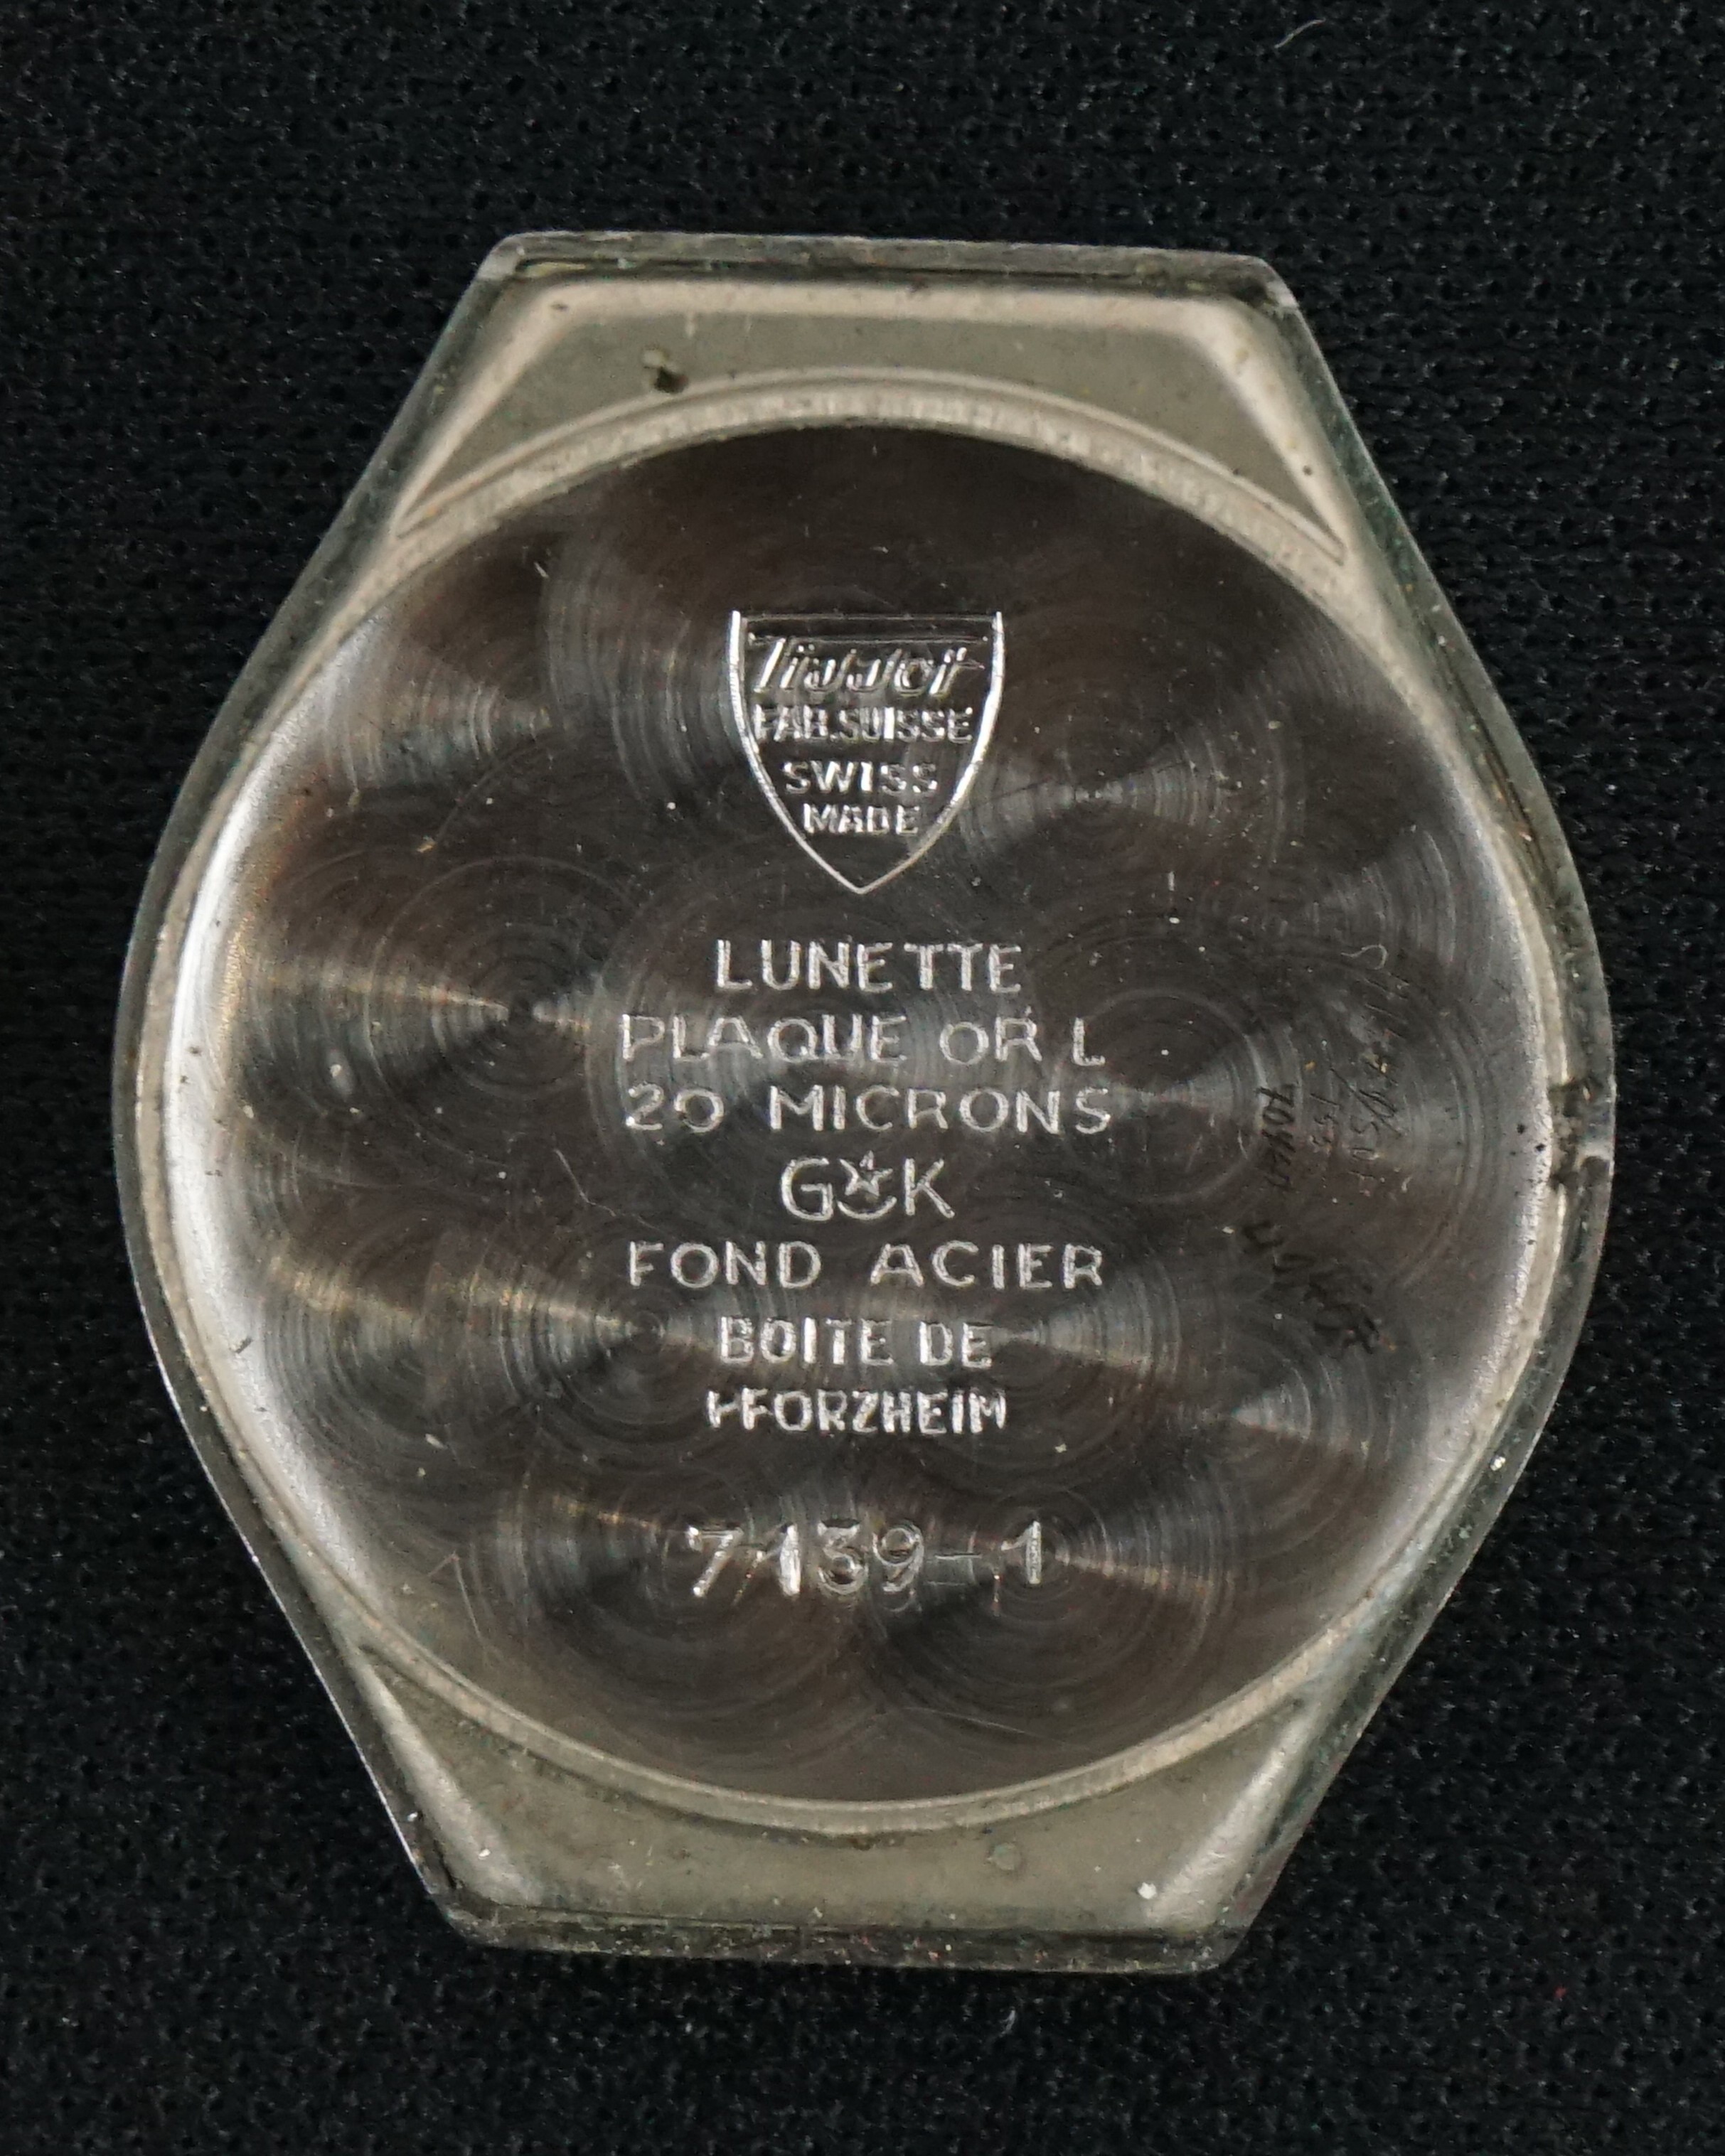 Tissot
FAB.SUISSE
SWISS
MADE
LUNETTE
PLAQUE OR L
20 MICRONS
G K
FOND ACIER
BOITE DE
PFORZHEIM
7139-1